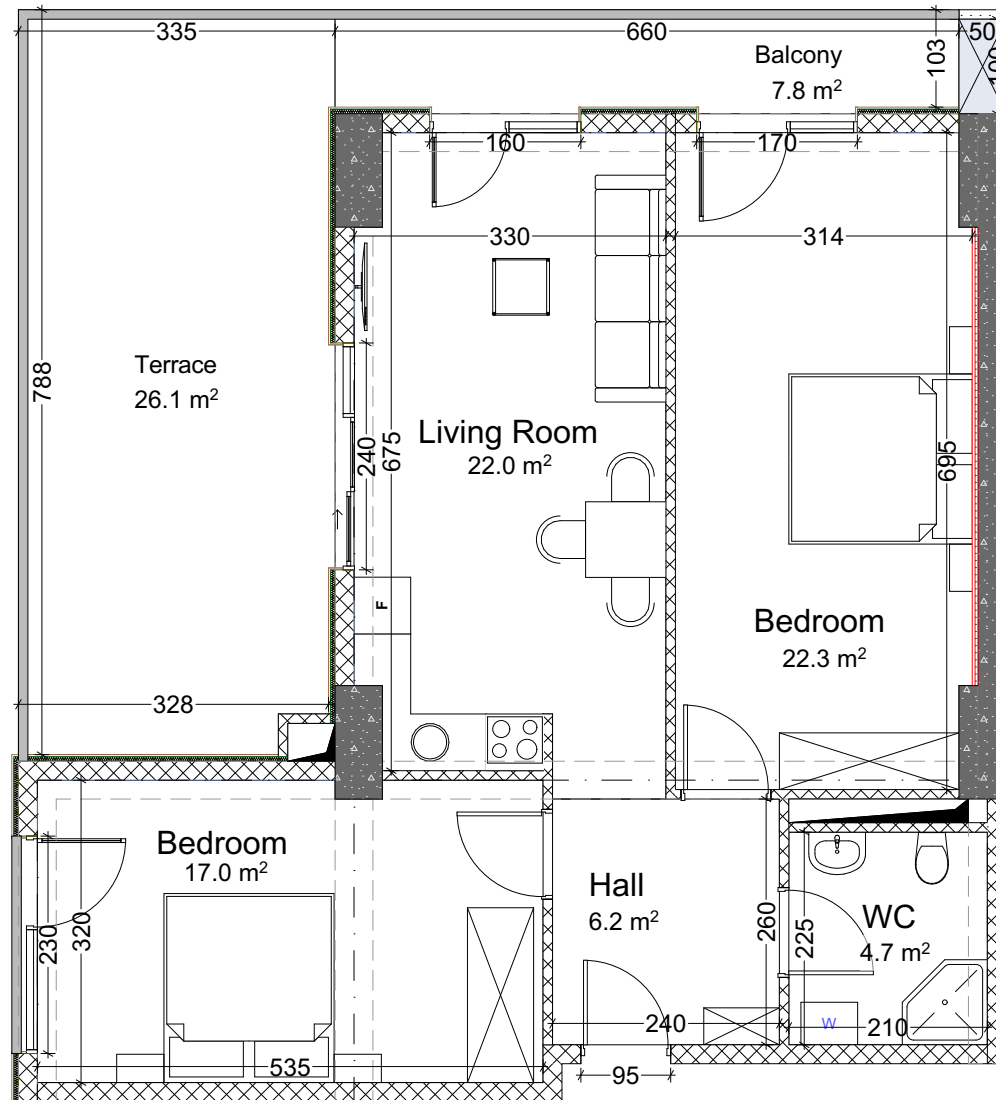 335
660
50
100
103
Balcony
7.8 m²
160
170
330
314
788
Terrace
26.1 m²
240
675
695
Living Room
22.0 m²
F
Bedroom
22.3 m²
328
Bedroom
17.0 m²
230
320
Hall
6.2 m²
260
225
WC
4.7 m²
W
240
210
535
95